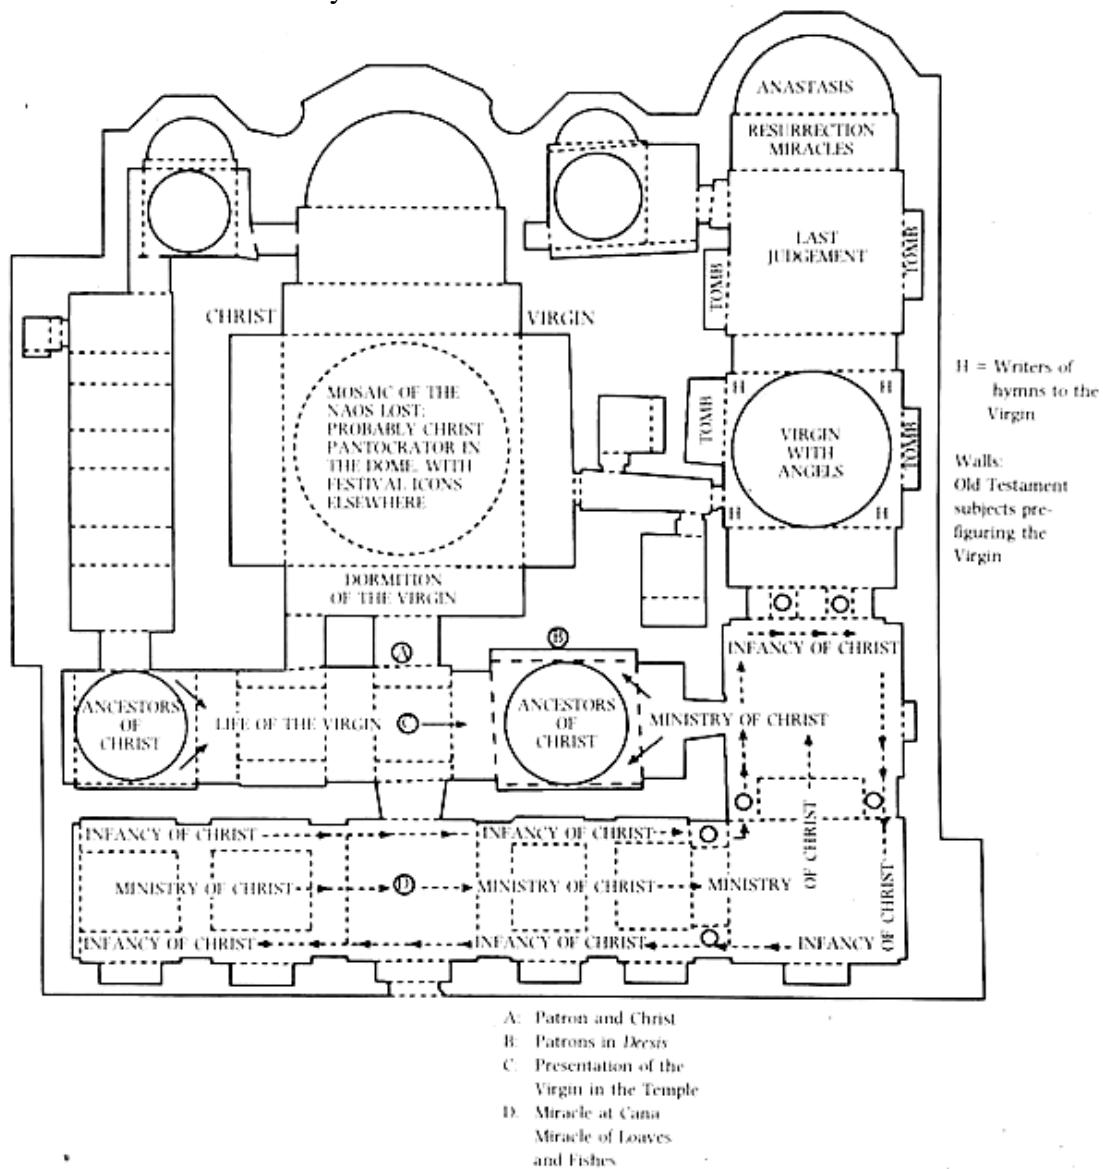 ANASTASIS
RESURRECTION
MIRACLES
LAST
JUDGEMENT
TOMB
TOMB
CHRIST
VIRGIN
MOSAIC OF THE
NAOS LOST:
PROBABLY CHRIST
PANTOCRATOR IN
THE DOME, WITH
FESTIVAL ICONS
ELSEWHERE
H
H
TOMB
VIRGIN
WITH
ANGELS
TOMB
H
H
H = Writers of
hymns to the
Virgin
Walls:
Old Testament
subjects pre-
figuring the
Virgin
DORMITION
OF THE VIRGIN
A
B
INFANCY OF CHRIST
ANCESTORS
OF
CHRIST
LIFE OF THE VIRGIN
C
ANCESTORS
OF
CHRIST
MINISTRY OF CHRIST
INFANCY OF CHRIST
INFANCY OF CHRIST
OF CHRIST
MINISTRY OF CHRIST
D
MINISTRY OF CHRIST
MINISTRY
OF CHRIST
INFANCY OF CHRIST
INFANCY OF CHRIST
INFANCY
A: Patron and Christ
B: Patrons in Deesis
C: Presentation of the
Virgin in the Temple
D: Miracle at Cana
Miracle of Loaves
and Fishes